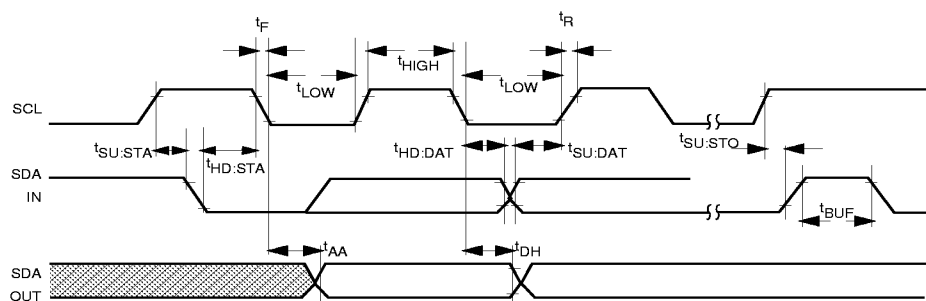 tF
tR
tHIGH
tLOW
tLOW
SCL
tSU:STA
tHD:STA
tHD:DAT
tSU:DAT
tSU:STO
SDA
IN
tBUF
tAA
tDH
SDA
OUT